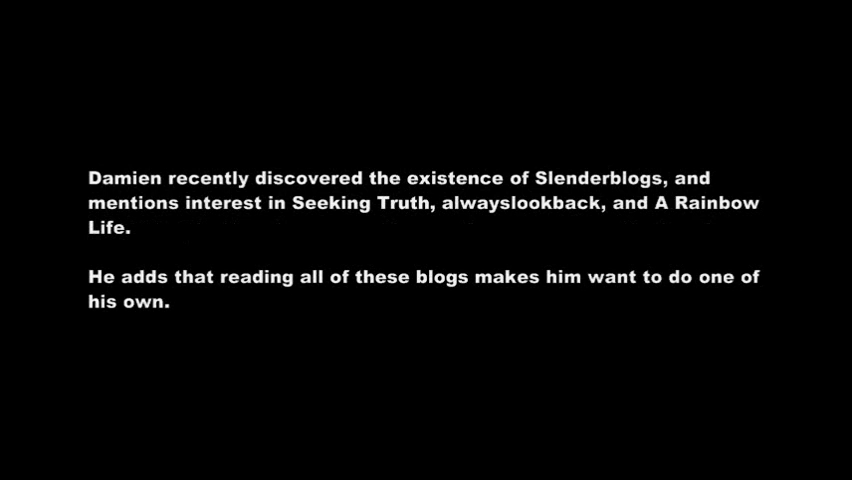 Damien recently discovered the existence of Slenderblogs, and
mentions interest in Seeking Truth, alwayslookback, and A Rainbow
Life.
He adds that reading all of these blogs makes him want to do one of
his own.